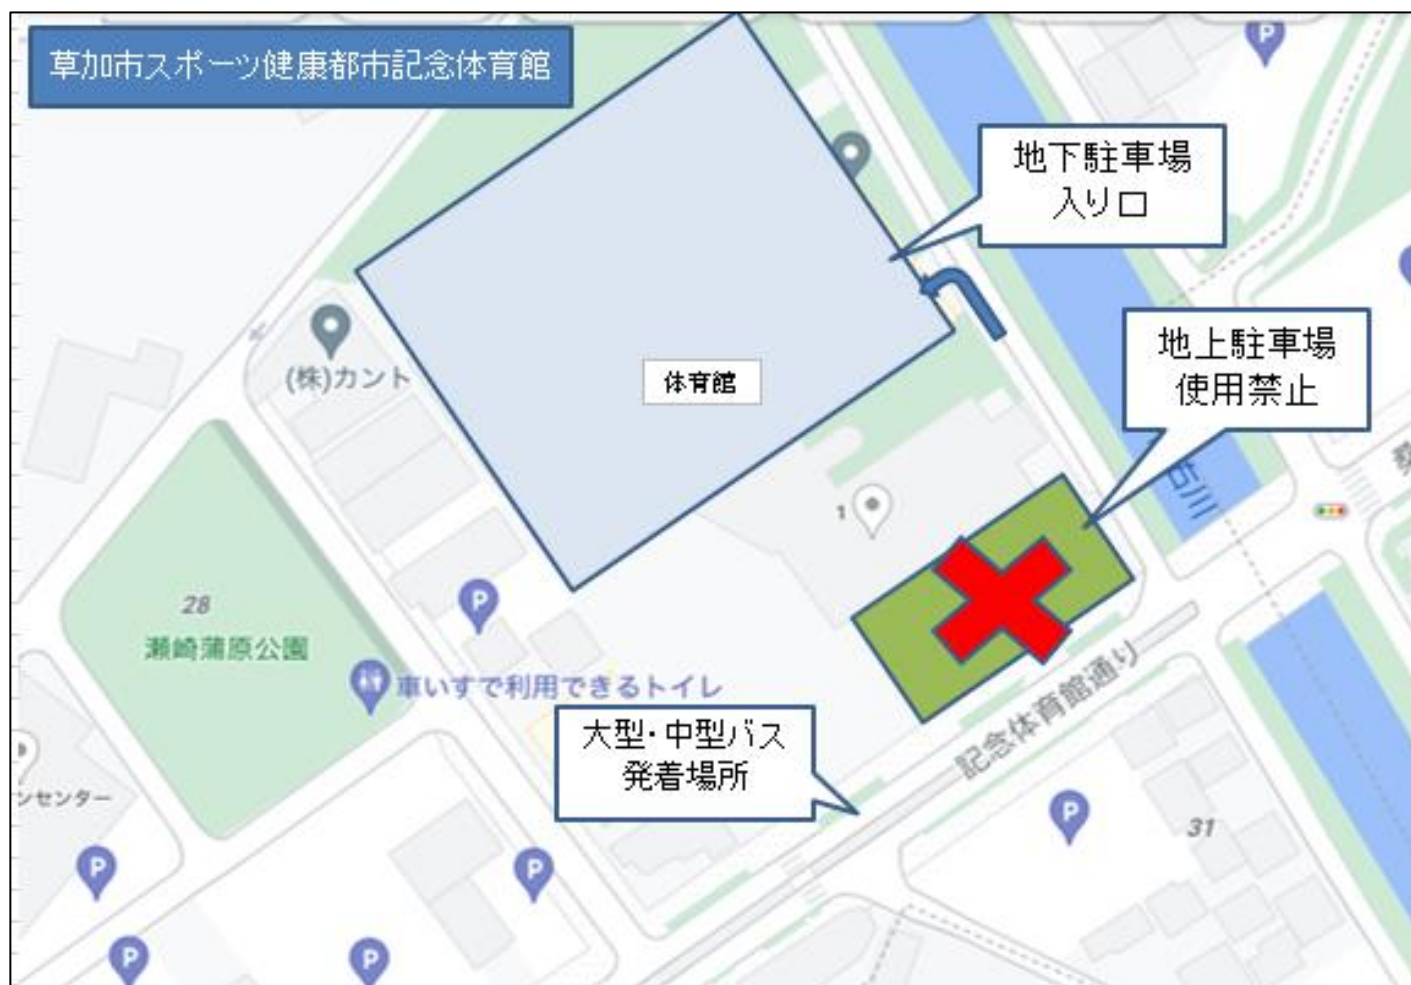 草加市スポーツ健康都市記念体育館
P
地下駐車場
入り口
(株)カント
体育館
地上駐車場
使用禁止
1
28
瀬崎蒲原公園
P
車いすで利用できるトイレ
大型・中型バス
発着場所
記念体育館通り
ンセンター
P
31
P
P
P
P